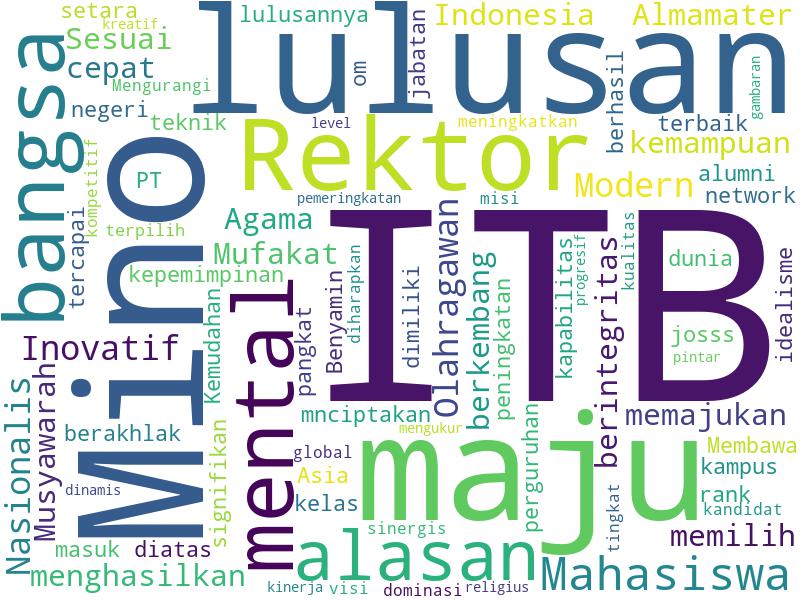 setara
kreatif
lulusannya
Indonesia
Almamater
Sesuai
cepat
Mengurangi
negeri
teknik
bangsa
lulusan
om
jabatan
berhasil
gambaran
level
meningkatkan
terbaik
kemampuan
Rektor
Modern
alumni
network
PT
kompetitif
tercapai
terpilih
pemeringkatan
misi
Agama
Mufakat
kepemimpinan
Mino
ITB
Olahragawan
diharapkan
dimiliki
berkembang
peningkatan
kapabilitas
progresif
kualitas
berintegritas
dunia
josss
pintar
idealisme
Inovatif
Kemudahan
mental
pangkat
Benyamin
Nasionalis
Musyawarah
berakhlak
dinamis
signifikan
mnciptakan
mengukur
memajukan
global
Asia
kelas
maju
perguruhan
Membawa
kampus
rank
kandidat
tingkat
memilih
masuk
diatas
menghasilkan
alasan
sinergis
Mahasiswa
kinerja
visi
dominasi
religius